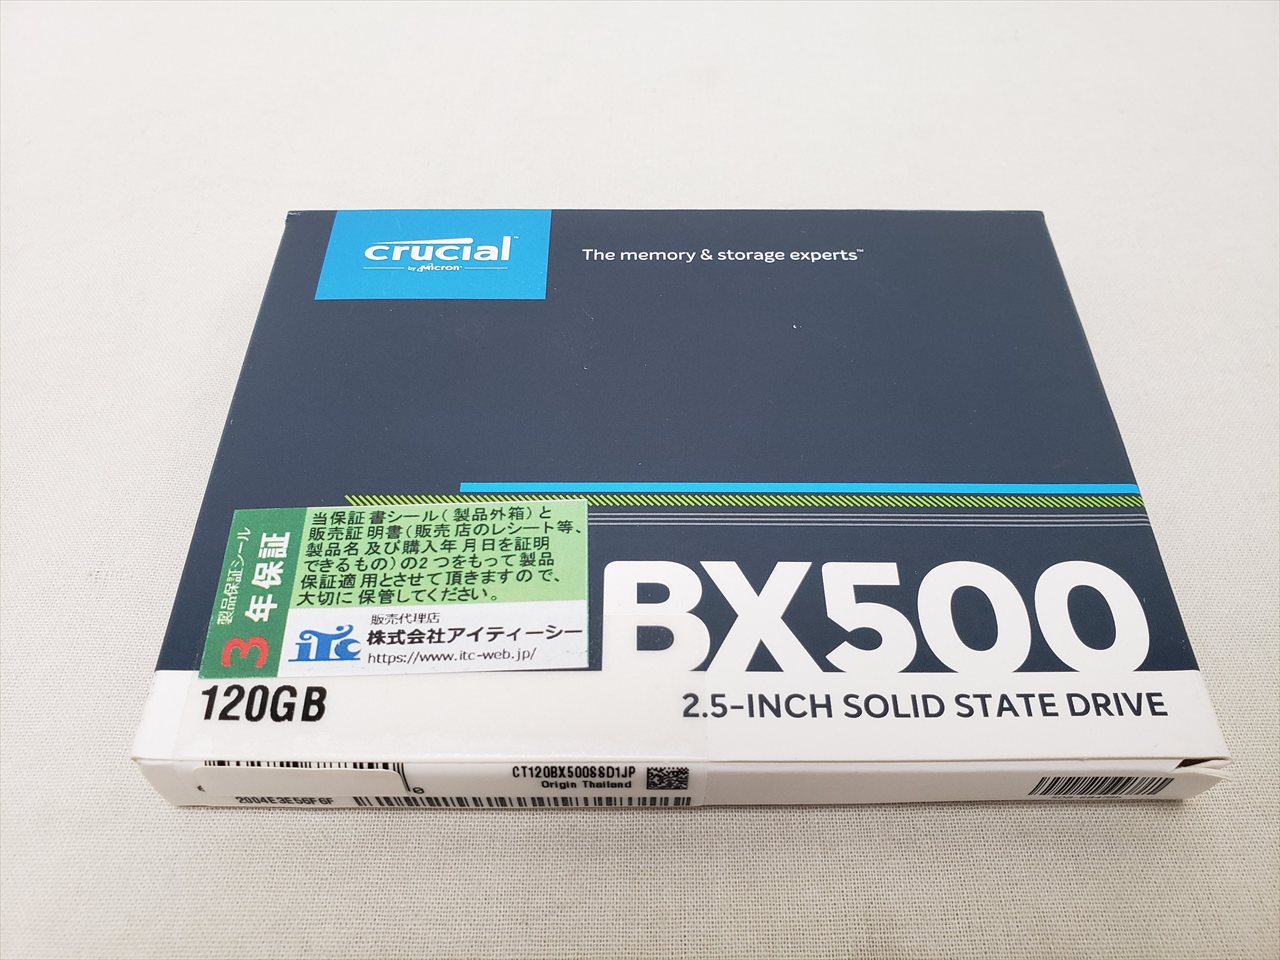 crucial™
by Micron®
The memory & storage experts™
製品保証シール
3年保証
当保証書シール(製品外箱)と
販売証明書(販売店のレシート等、
製品名及び購入年月日を証明
できるもの)の2つをもって製品
保証適用とさせて頂きますので、
大切に保管してください。
販売代理店
itc 株式会社アイティーシー
https://www.itc-web.jp/
BX500
120GB
2.5-INCH SOLID STATE DRIVE
CT120BX500SSD1JP
Origin Thailand
2004E3E56F6F